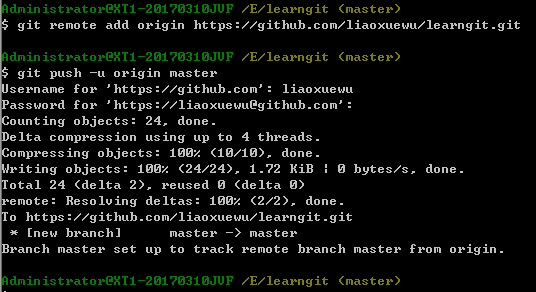 Administrator@XT1-20170310JVF /E/learngit (master)
$ git remote add origin https://github.com/liaoxuewu/learngit.git
Administrator@XT1-20170310JVF /E/learngit (master)
$ git push -u origin master
Username for 'https://github.com': liaoxuewu
Password for 'https://liaoxuewu@github.com':
Counting objects: 24, done.
Delta compression using up to 4 threads.
Compressing objects: 100% (10/10), done.
Writing objects: 100% (24/24), 1.72 KiB ¦ 0 bytes/s, done.
Total 24 (delta 2), reused 0 (delta 0)
remote: Resolving deltas: 100% (2/2), done.
To https://github.com/liaoxuewu/learngit.git
 * [new branch]      master -> master
Branch master set up to track remote branch master from origin.
Administrator@XT1-20170310JVF /E/learngit (master)